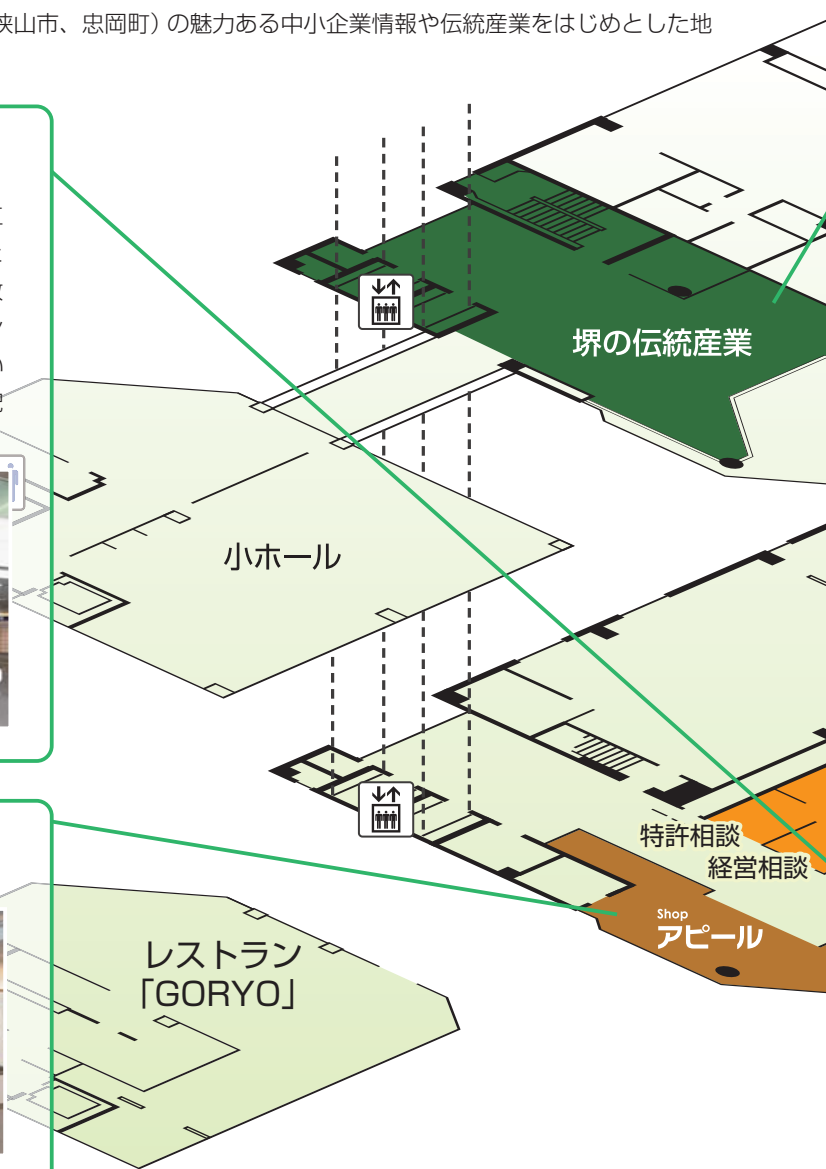 狭山市、忠岡町）の魅力ある中小企業情報や伝統産業をはじめとした地
堺の伝統産業
小ホール
特許相談
経営相談
Shop
アピール
レストラン
「GORYO」